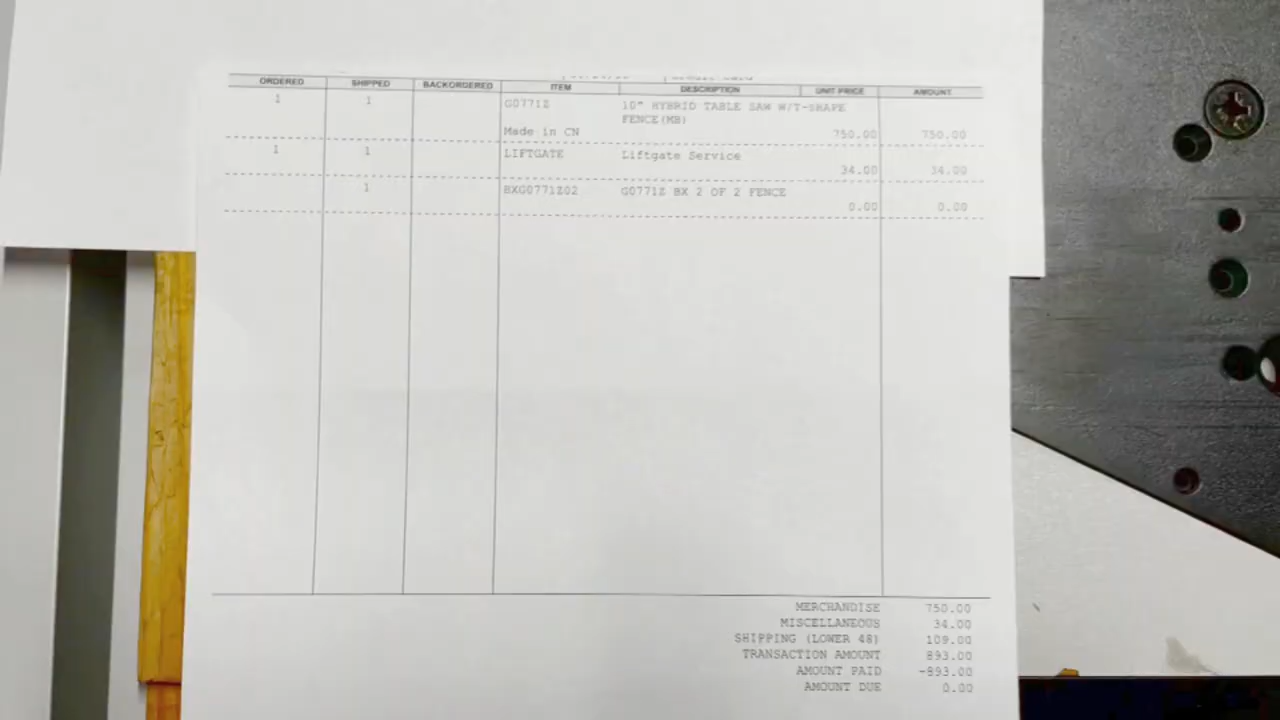 ORDERED SHIPPED BACKORDERED ITEM DESCRIPTION UNIT PRICE AMOUNT
1 1 G0771Z 10" HYBRID TABLE SAW W/T-SHAPE
FENCE(MB)
Made in CN 750.00 750.00
1 1 LIFTGATE Liftgate Service
34.00 34.00
1 BXG0771Z02 G0771Z BX 2 OF 2 FENCE
0.00 0.00
MERCHANDISE 750.00
MISCELLANEOUS 34.00
SHIPPING (LOWER 48) 109.00
TRANSACTION AMOUNT 893.00
AMOUNT PAID -893.00
AMOUNT DUE 0.00